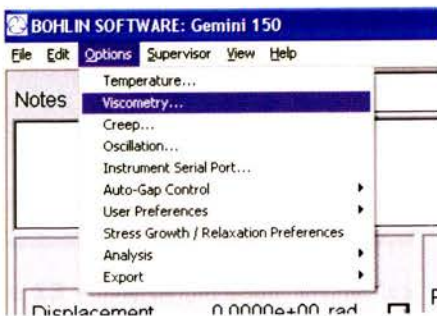 BOHLIN SOFTWARE: Gemini 150
File Edit Options Supervisor View Help
Temperature...
Notes
Viscometry...
Creep...
Oscillation...
Instrument Serial Port...
Auto-Gap Control
User Preferences
Stress Growth / Relaxation Preferences
Analysis
Export
Displacement 0.0000e+00 rad